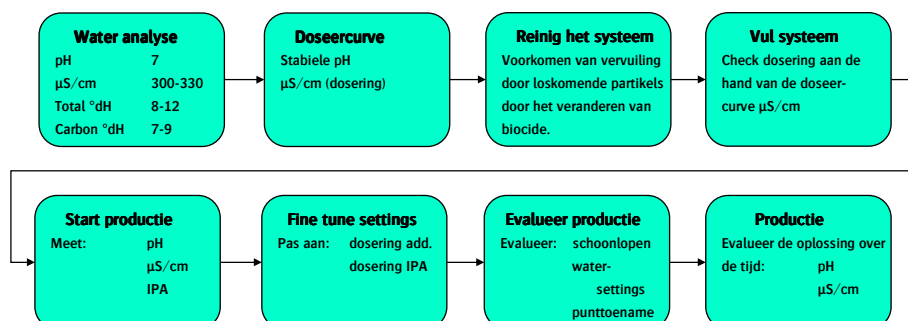 Water analyse
pH 7
µS/cm 300-330
Total °dH 8-12
Carbon °dH 7-9
Doseercurve
Stabiele pH
µS/cm (dosering)
Reinig het systeem
Voorkomen van vervuiling
door loskomende partikels
door het veranderen van
biocide.
Vul systeem
Check dosering aan de
hand van de doseer-
curve µS/cm
Start productie
Meet: pH
µS/cm
IPA
Fine tune settings
Pas aan: dosering add.
dosering IPA
Evalueer productie
Evalueer: schoonlopen
water-
settings
punttoename
Productie
Evalueer de oplossing over
de tijd: pH
µS/cm